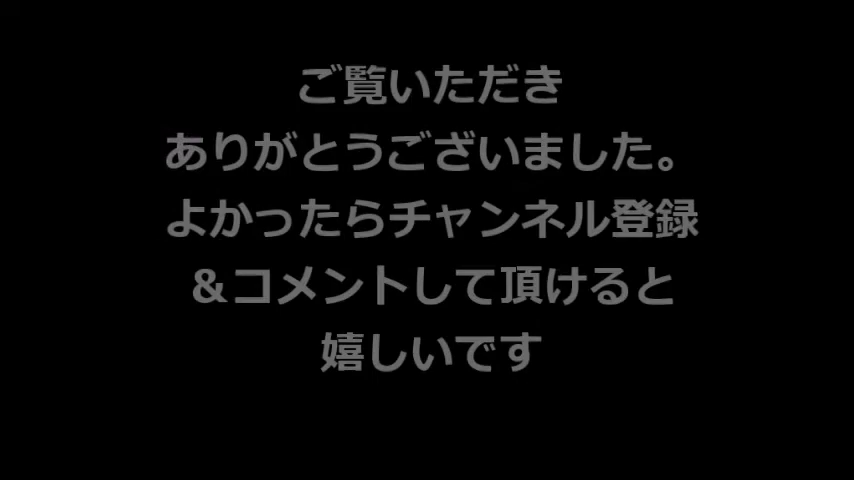 ご覧いただき
ありがとうございました。
よかったらチャンネル登録
＆コメントして頂けると
嬉しいです